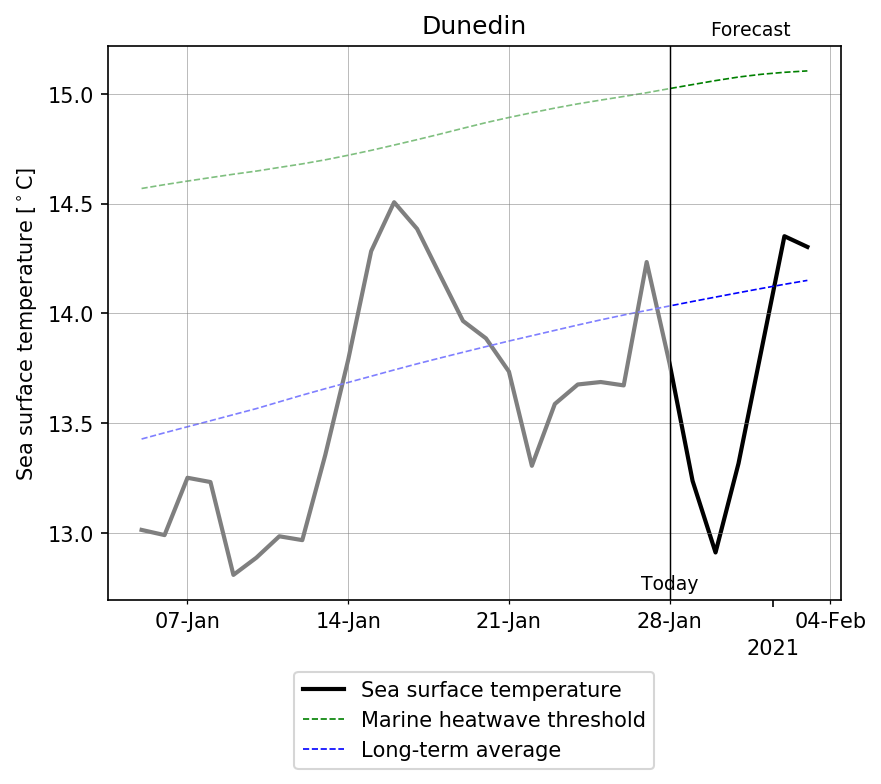 Dunedin
Forecast
Sea surface temperature [°C]
15.0
14.5
14.0
13.5
13.0
Today
07-Jan 14-Jan 21-Jan 28-Jan 04-Feb
2021
Sea surface temperature
Marine heatwave threshold
Long-term average